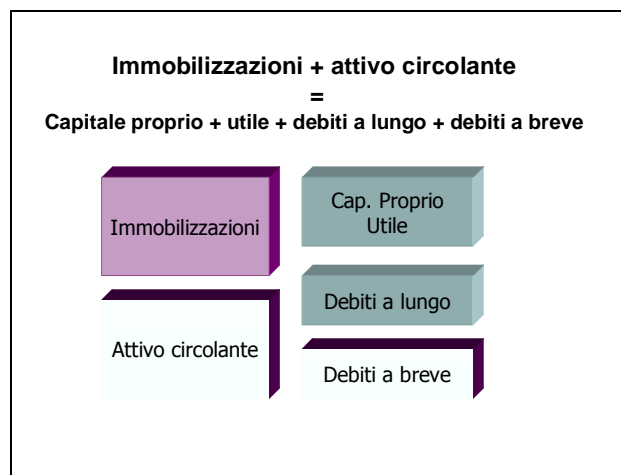 Immobilizzazioni + attivo circolante
=
Capitale proprio + utile + debiti a lungo + debiti a breve
Immobilizzazioni
Cap. Proprio
Utile
Debiti a lungo
Attivo circolante
Debiti a breve